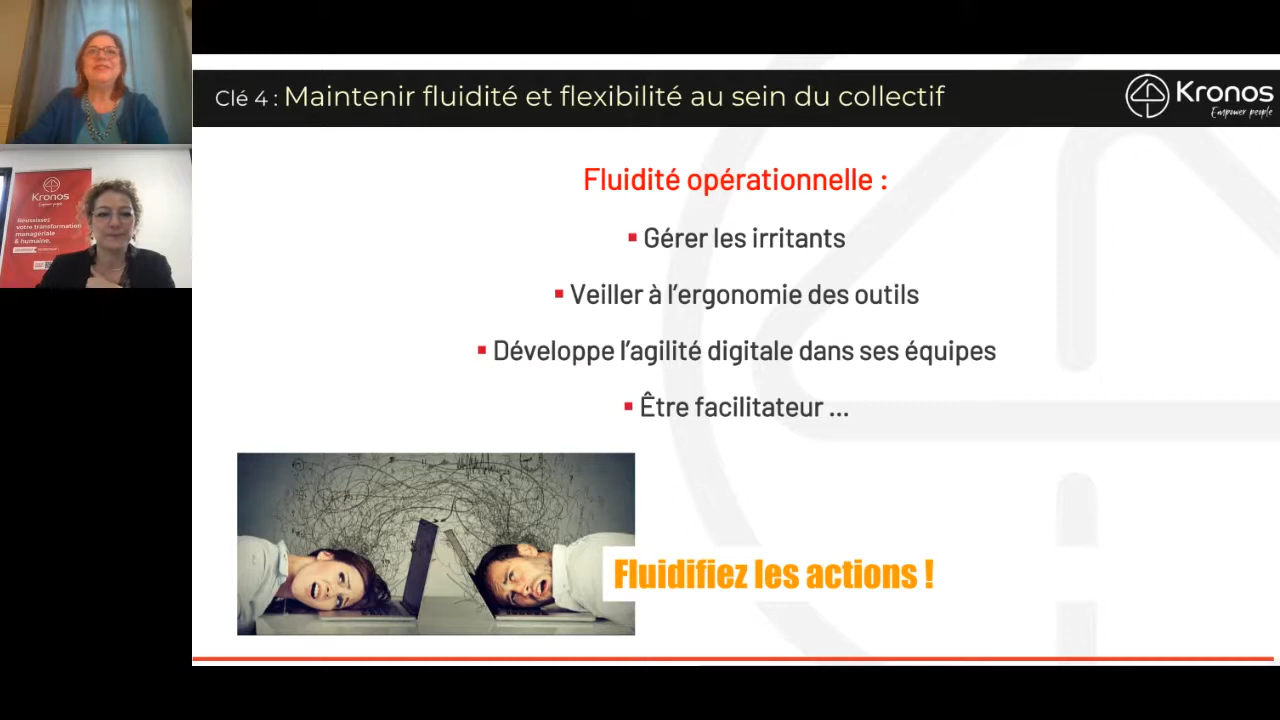 Clé 4 : Maintenir fluidité et flexibilité au sein du collectif
Kronos
Empower people
Fluidité opérationnelle :
▪ Gérer les irritants
▪ Veiller à l'ergonomie des outils
▪ Développe l'agilité digitale dans ses équipes
▪ Être facilitateur ...
Fluidifiez les actions !
Kronos
Réussissez
votre transformation
managériale
& humaine.